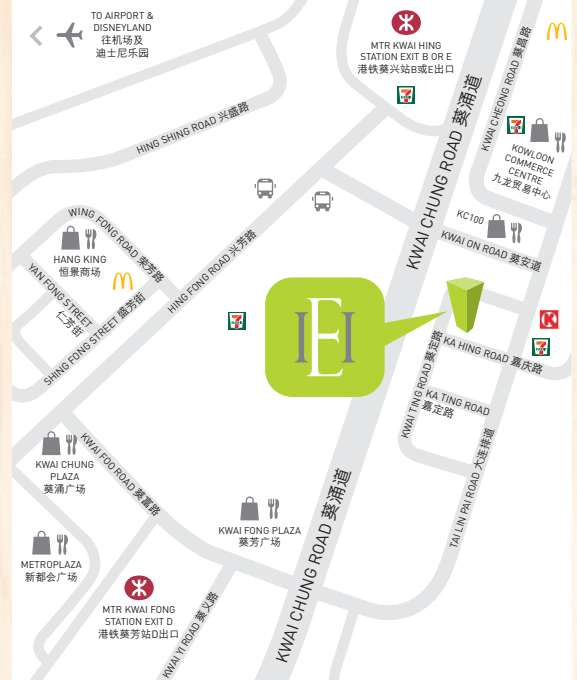 TO AIRPORT &
DISNEYLAND
往机场及
迪士尼乐园
MTR KWAI HING
STATION EXIT B OR E
港铁葵兴站B或E出口
KWAI CHEONG ROAD 葵昌路
HING SHING ROAD 兴盛路
KWAI CHUNG ROAD 葵涌道
KOWLOON
COMMERCE
CENTRE
九龙贸易中心
KC100
KWAI ON ROAD 葵安道
WING FONG ROAD 荣芳路
HANG KING
恒景商场
HING FONG ROAD 兴芳路
YAN FONG STREET
仁芳街
SHING FONG STREET 盛芳街
IEI
KA HING ROAD 嘉庆路
KWAI TING ROAD 葵定路
KA TING ROAD
嘉定路
TAI LIN PAI ROAD 大连排道
KWAI CHUNG
PLAZA
葵涌广场
KWAI FOO ROAD 葵富路
KWAI FONG PLAZA
葵芳广场
KWAI CHUNG ROAD 葵涌道
METROPLAZA
新都会广场
MTR KWAI FONG
STATION EXIT D
港铁葵芳站D出口
KWAI YI ROAD 葵义路